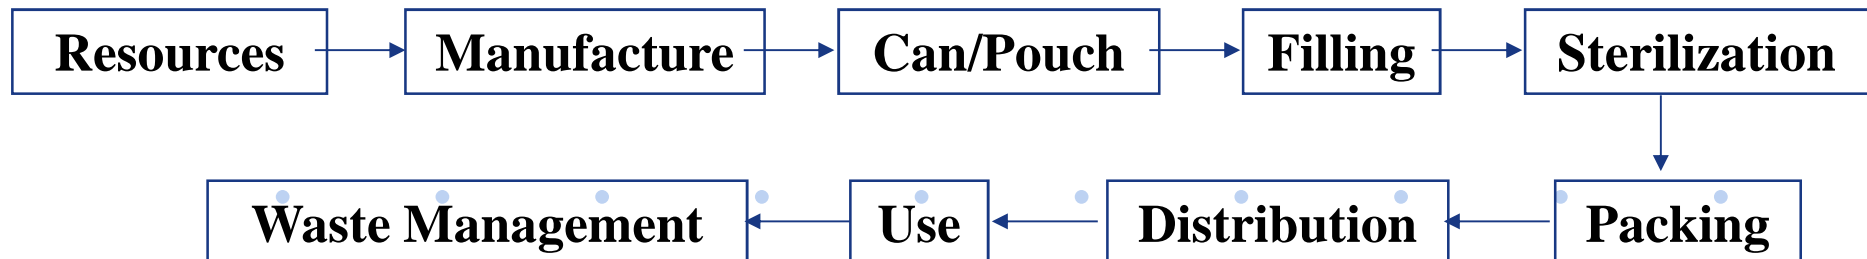 Resources Manufacture Can/Pouch Filling Sterilization
Waste Management Use Distribution Packing